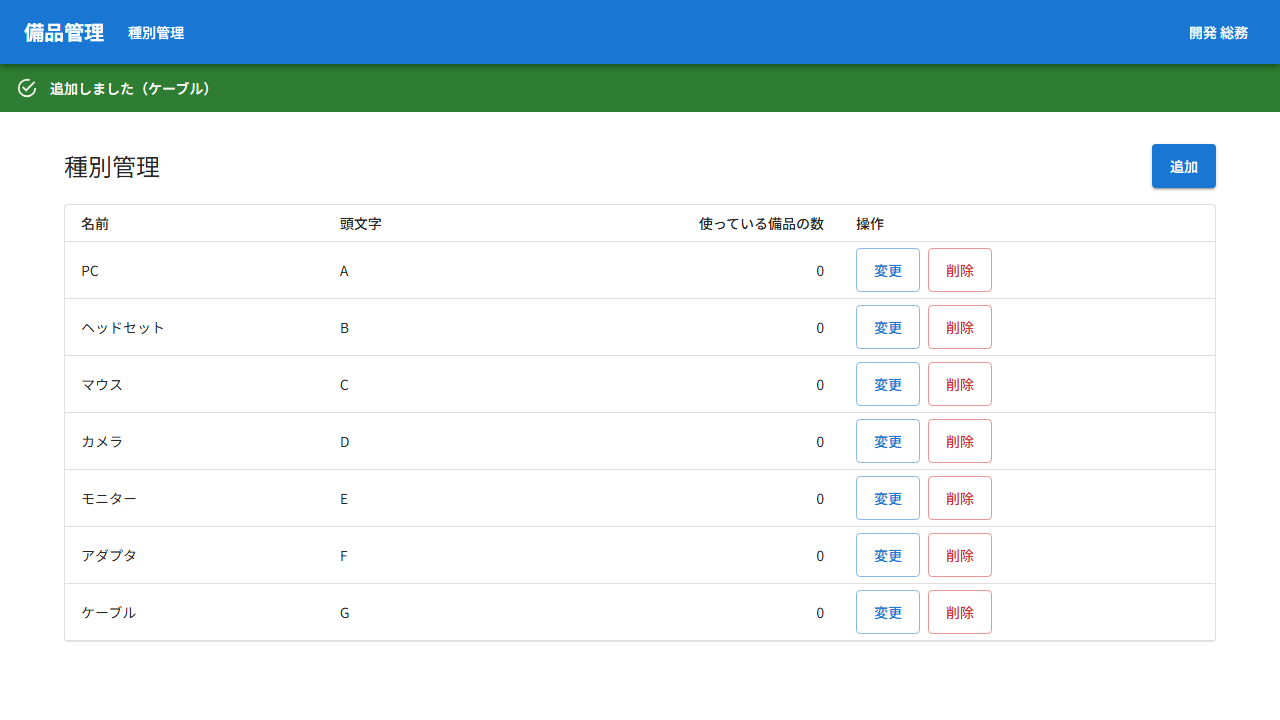 備品管理 種別管理 開発 総務
追加しました（ケーブル）
種別管理 追加
名前 頭文字 使っている備品の数 操作
PC A 0 変更 削除
ヘッドセット B 0 変更 削除
マウス C 0 変更 削除
カメラ D 0 変更 削除
モニター E 0 変更 削除
アダプタ F 0 変更 削除
ケーブル G 0 変更 削除